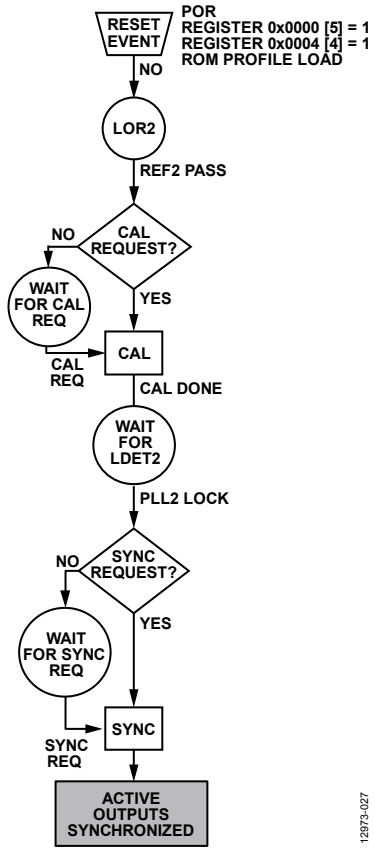 RESET
EVENT
POR
REGISTER 0x0000 [5] = 1
REGISTER 0x0004 [4] = 1
ROM PROFILE LOAD
NO
LOR2
REF2 PASS
CAL
REQUEST?
NO
WAIT
FOR CAL
REQ
YES
CAL
REQ
CAL
CAL DONE
WAIT
FOR
LDET2
PLL2 LOCK
SYNC
REQUEST?
NO
YES
WAIT
FOR SYNC
REQ
SYNC
REQ
SYNC
ACTIVE
OUTPUTS
SYNCHRONIZED
12973-027